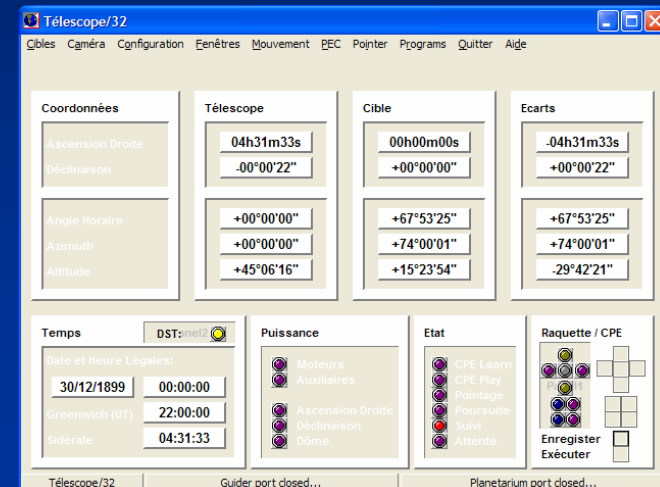 Télescope/32
Cibles Caméra Configuration Fenêtres Mouvement PEC Pointer Programs Quitter Aide
Coordonnées Télescope Cible Ecarts
Ascension Droite 04h31m33s 00h00m00s -04h31m33s
Déclinaison -00°00'22" +00°00'00" +00°00'22"
Angle Horaire +00°00'00" +67°53'25" +67°53'25"
Azimuth +00°00'00" +74°00'01" +74°00'01"
Altitude +45°06'16" +15°23'54" -29°42'21"
Temps DST: Puissance Etat Raquette / CPE
Date et Heure Légales: Moteurs CPE Learn
30/12/1899 00:00:00 Auxiliaires CPE Play
Pointage
Greenwich (UT) 22:00:00 Ascension Droite Poursuite
Déclinaison Suivi
Sidérale 04:31:33 Dôme Attente
Enregister
Exécuter
Télescope/32 Guider port closed... Planetarium port closed...